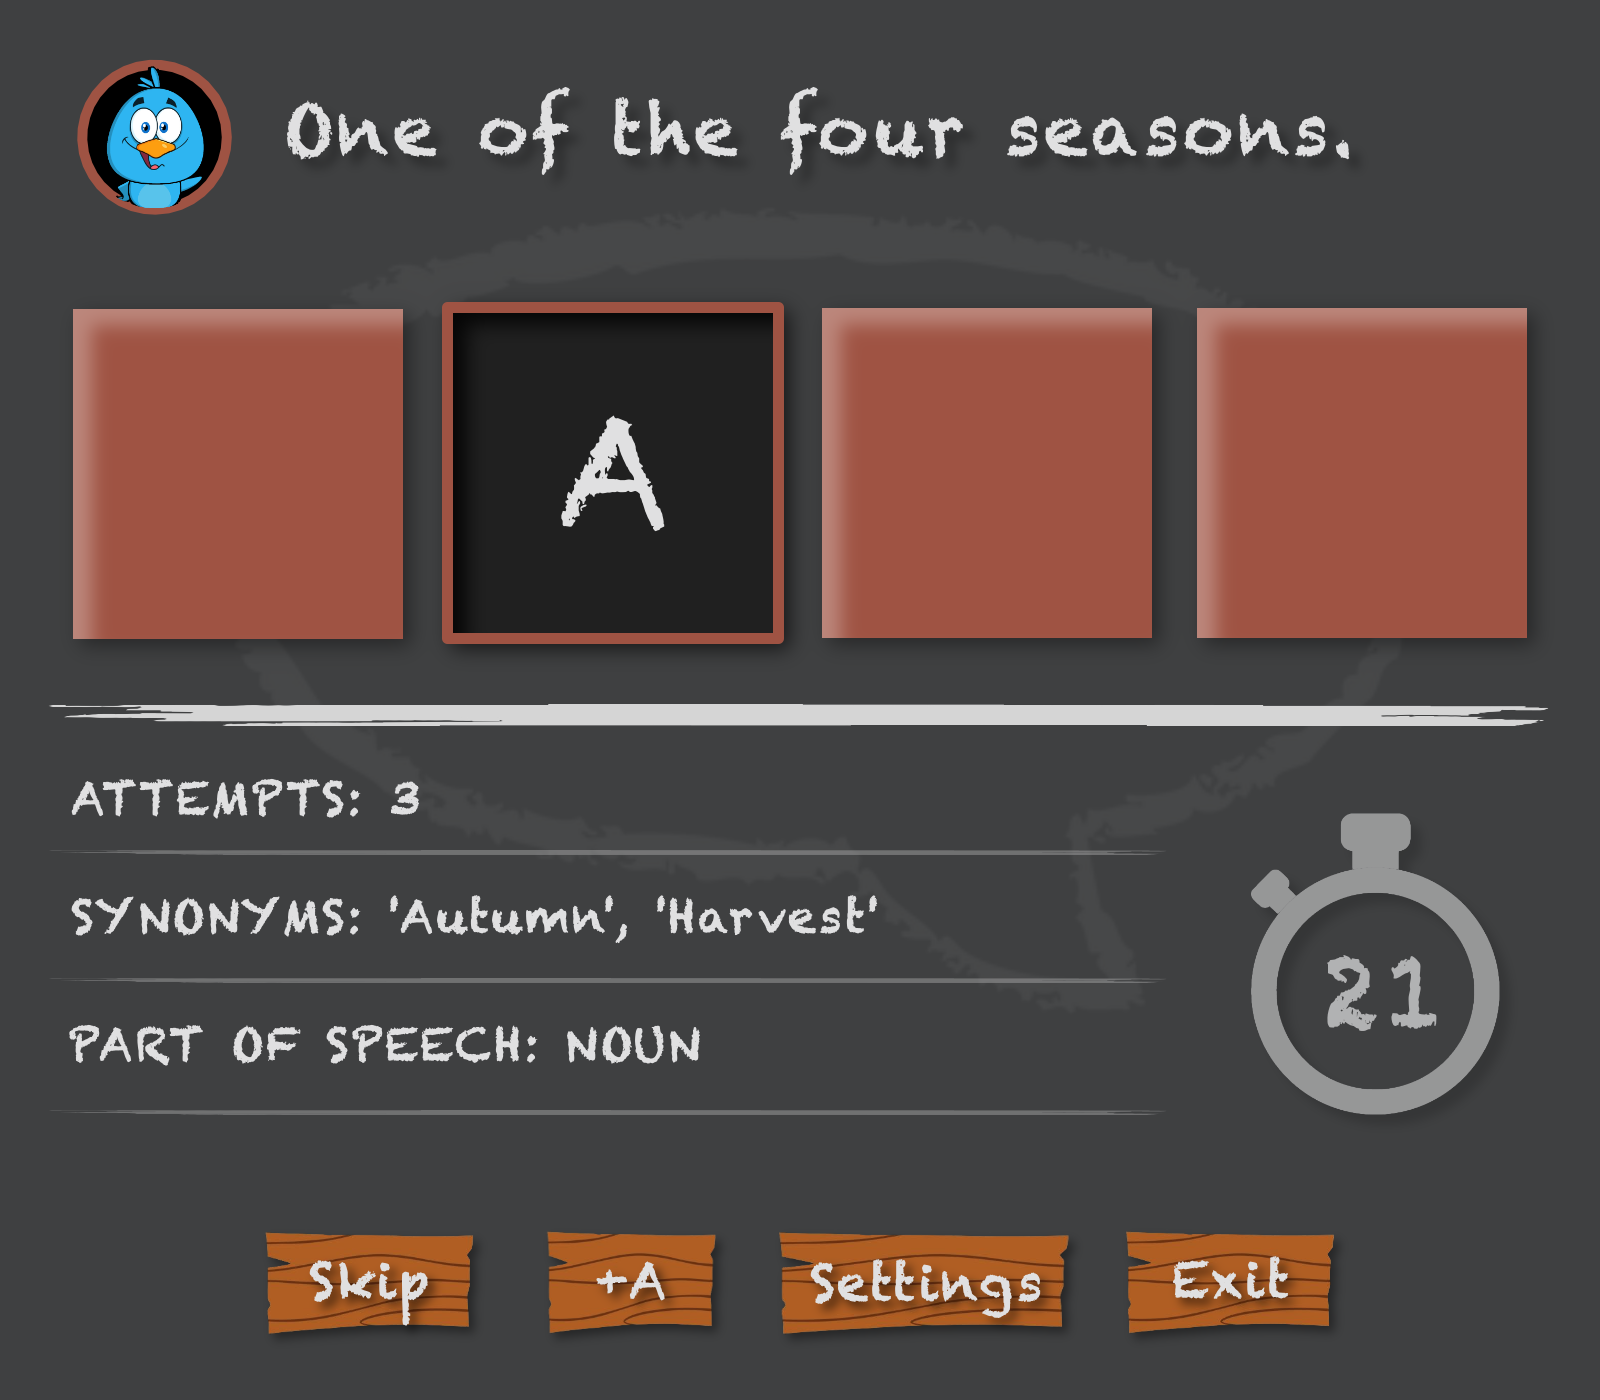 One of the four seasons.
A
ATTEMPTS: 3
SYNONYMS: 'Autumn', 'Harvest'
PART OF SPEECH: NOUN
21
Skip +A Settings Exit